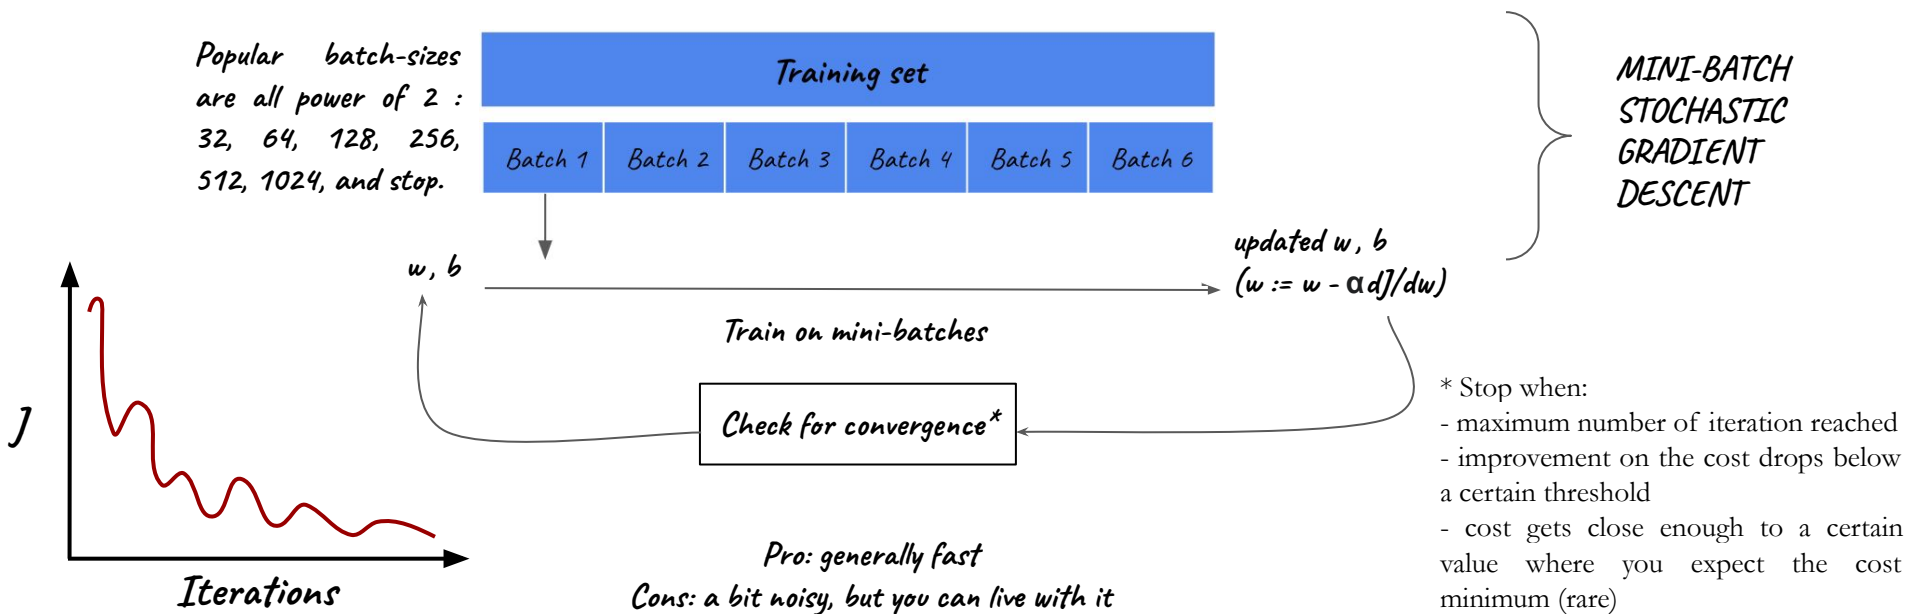 Popular batch-sizes
are all power of 2 :
32, 64, 128, 256,
512, 1024, and stop.
Training set
Batch 1
Batch 2
Batch 3
Batch 4
Batch 5
Batch 6
MINI-BATCH
STOCHASTIC
GRADIENT
DESCENT
w, b
updated w, b
(w := w - αdJ/dw)
Train on mini-batches
Check for convergence*
J
Iterations
Pro: generally fast
Cons: a bit noisy, but you can live with it
* Stop when:
- maximum number of iteration reached
- improvement on the cost drops below
a certain threshold
- cost gets close enough to a certain
value where you expect the cost
minimum (rare)